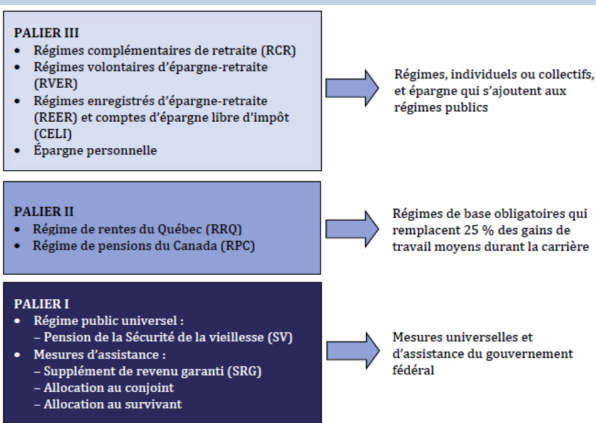 PALIER III
• Régimes complémentaires de retraite (RCR)
• Régimes volontaires d'épargne-retraite
(RVER)
• Régimes enregistrés d'épargne-retraite
(REER) et comptes d'épargne libre d'impôt
(CELI)
• Épargne personnelle
Régimes, individuels ou collectifs,
et épargne qui s'ajoutent aux
régimes publics
PALIER II
• Régime de rentes du Québec (RRQ)
• Régime de pensions du Canada (RPC)
Régimes de base obligatoires qui
remplacent 25 % des gains de
travail moyens durant la carrière
PALIER I
• Régime public universel :
– Pension de la Sécurité de la vieillesse (SV)
• Mesures d'assistance :
– Supplément de revenu garanti (SRG)
– Allocation au conjoint
– Allocation au survivant
Mesures universelles et
d'assistance du gouvernement
fédéral